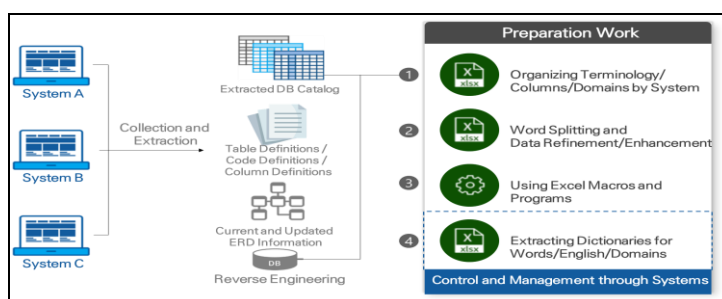 System A
System B
System C
Collection and
Extraction
Extracted DB Catalog
Table Definitions /
Code Definitions /
Column Definitions
Current and Updated
ERD Information
DB
Reverse Engineering
Preparation Work
1
X
xlsx
Organizing Terminology/
Columns/Domains by System
2
X
xlsx
Word Splitting and
Data Refinement/Enhancement
3
Using Excel Macros and
Programs
4
X
xlsx
Extracting Dictionaries for
Words/English/Domains
Control and Management through Systems